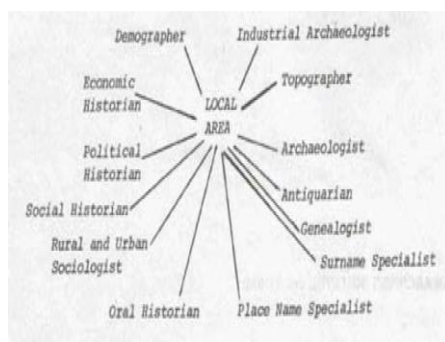 Demographer
Industrial Archaeologist
Economic
Historian
Topographer
LOCAL
AREA
Political
Historian
Archaeologist
Antiquarian
Social Historian
Genealogist
Rural and Urban
Sociologist
Surname Specialist
Oral Historian
Place Name Specialist